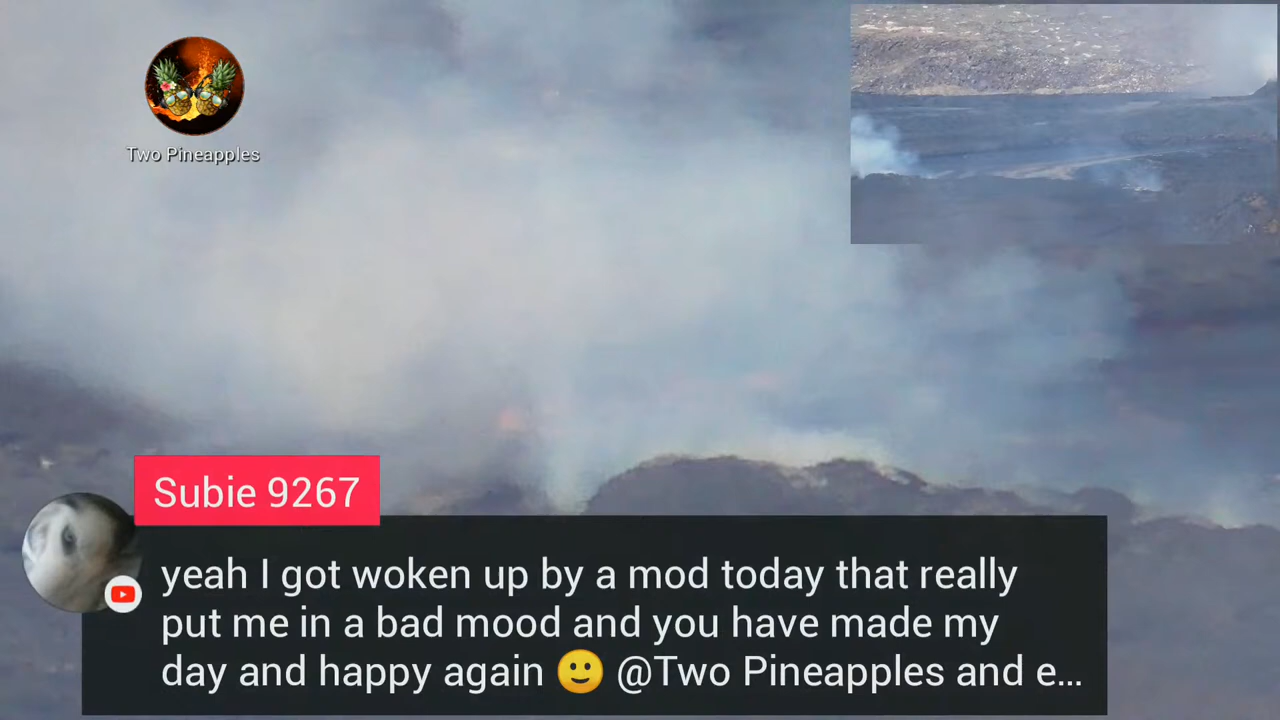 Two Pineapples
Subie 9267
yeah I got woken up by a mod today that really
put me in a bad mood and you have made my
day and happy again 🙂 @Two Pineapples and e...